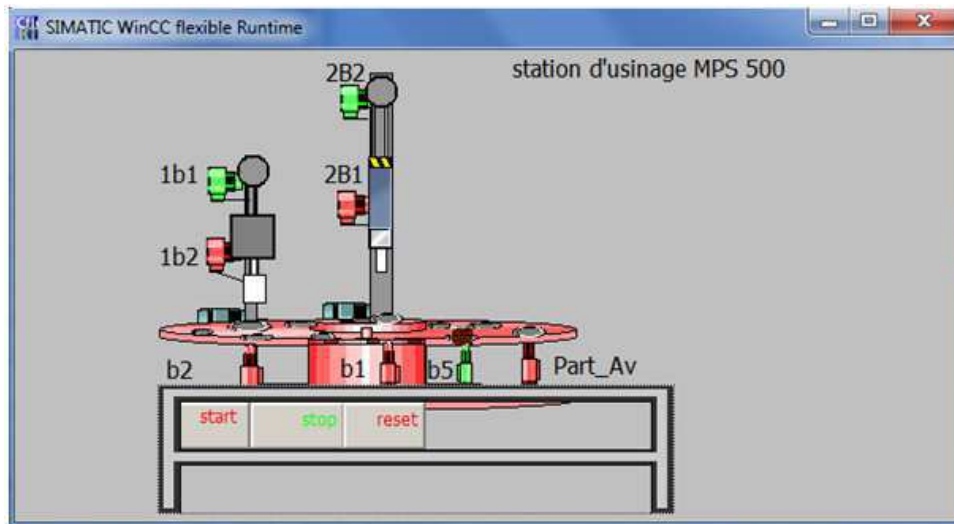 SIMATIC WinCC flexible Runtime
station d'usinage MPS 500
2B2
1b1
2B1
1b2
b2
b1
b5
Part_Av
start
stop
reset